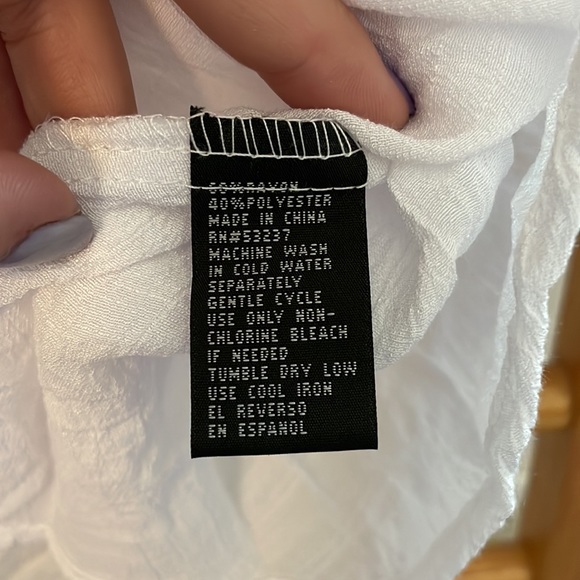 60%RAYON
40%POLYESTER
MADE IN CHINA
RN#53237
MACHINE WASH
IN COLD WATER
SEPARATELY
GENTLE CYCLE
USE ONLY NON-
CHLORINE BLEACH
IF NEEDED
TUMBLE DRY LOW
USE COOL IRON
EL REVERSO
EN ESPANOL